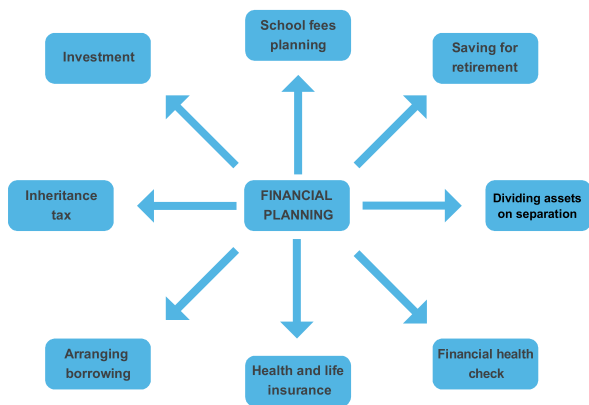 School fees
planning
Investment
Saving for
retirement
Inheritance
tax
FINANCIAL
PLANNING
Dividing assets
on separation
Arranging
borrowing
Health and life
insurance
Financial health
check